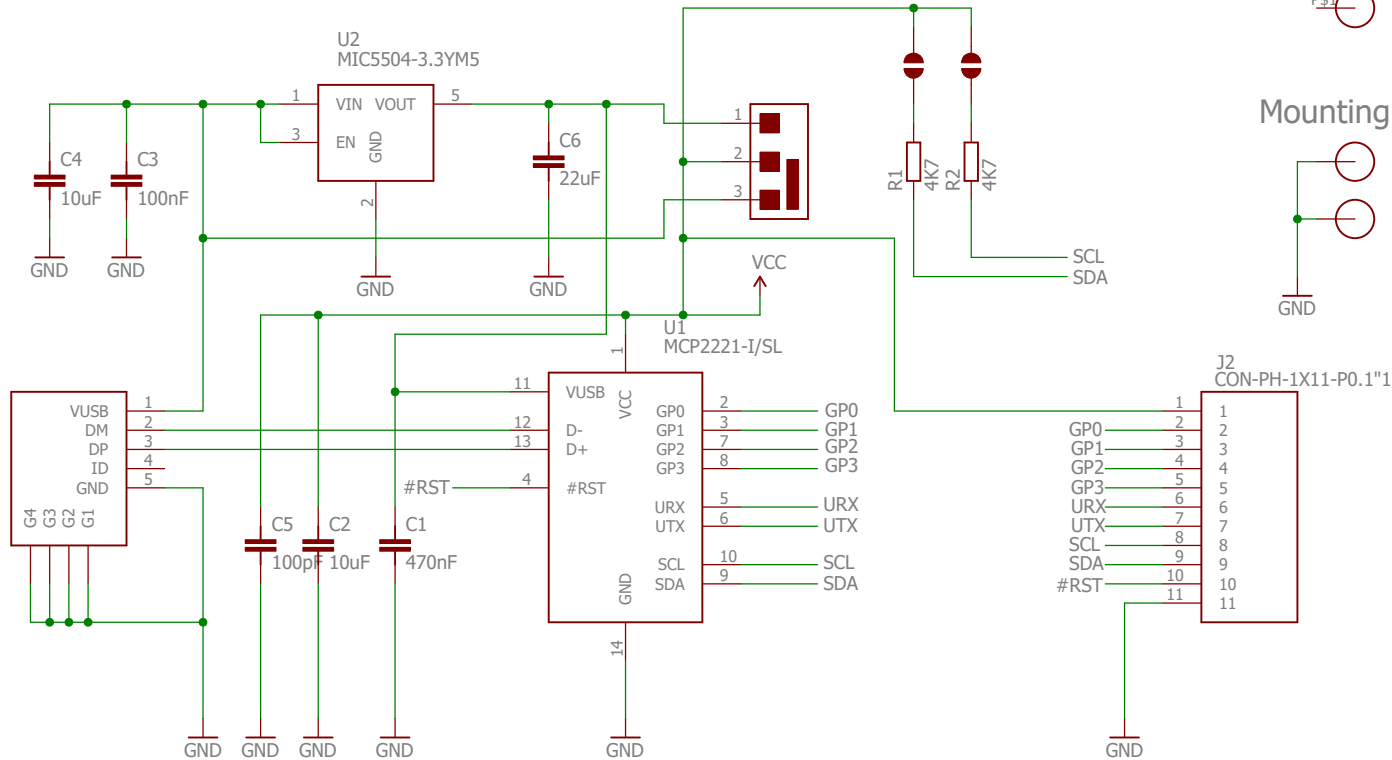 P$1
U2
MIC5504-3.3YM5
1
VIN
VOUT
5
3
EN
GND
2
GND
C4
10uF
GND
C3
100nF
GND
C6
22uF
GND
1
2
3
R1
4K7
R2
4K7
SCL
SDA
Mounting
GND
VCC
U1
MCP2221-I/SL
1
VCC
11
VUSB
12
D-
13
D+
#RST
4
#RST
GP0
2
GP0
GP1
3
GP1
GP2
7
GP2
GP3
8
GP3
URX
5
URX
UTX
6
UTX
SCL
10
SCL
SDA
9
SDA
GND
14
GND
VUSB
1
DM
2
DP
3
ID
4
GND
5
G4
G3
G2
G1
GND
C5
100pF
GND
C2
10uF
GND
C1
470nF
GND
J2
CON-PH-1X11-P0.1"1
1
1
GP0
2
2
GP1
3
3
GP2
4
4
GP3
5
5
URX
6
6
UTX
7
7
SCL
8
8
SDA
9
9
#RST
10
10
11
11
GND